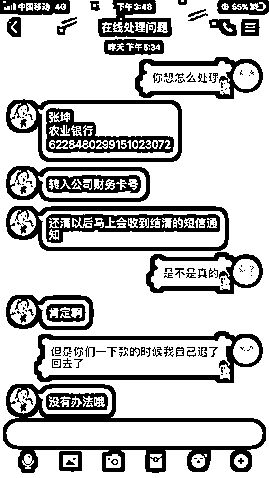 中国移动 4G 下午3:48 55%
在线处理问题
昨天 下午5:34
你想怎么处理
张坤
农业银行
6228480299151023072
转入公司财务卡号
还清以后马上会收到结清的短信通
知
是不是真的
肯定啊
但是你们一下款的时候我自己退了
回去了
没有办法哦